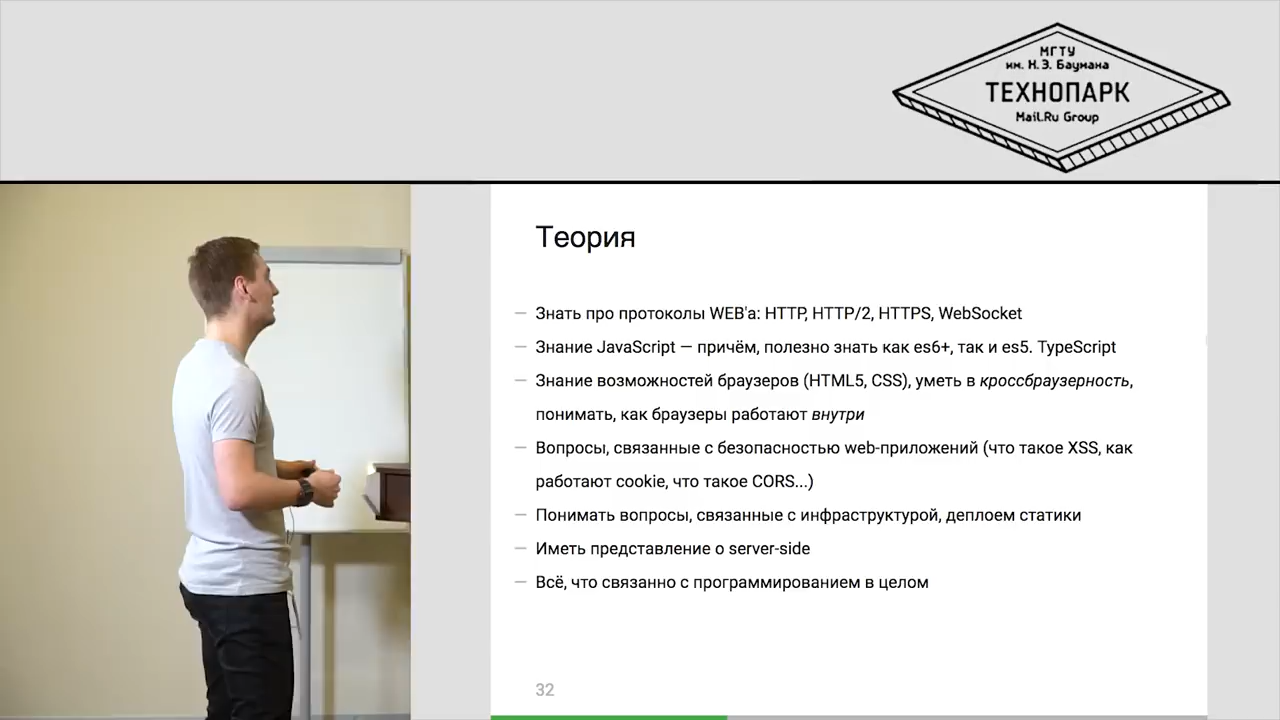 МГТУ
им. Н.Э. Баумана
ТЕХНОПАРК
Mail.Ru Group
Теория
— Знать про протоколы WEB'а: HTTP, HTTP/2, HTTPS, WebSocket
— Знание JavaScript — причём, полезно знать как es6+, так и es5. TypeScript
— Знание возможностей браузеров (HTML5, CSS), уметь в кроссбраузерность,
понимать, как браузеры работают внутри
— Вопросы, связанные с безопасностью web-приложений (что такое XSS, как
работают cookie, что такое CORS...)
— Понимать вопросы, связанные с инфраструктурой, деплоем статики
— Иметь представление о server-side
— Всё, что связанно с программированием в целом
32